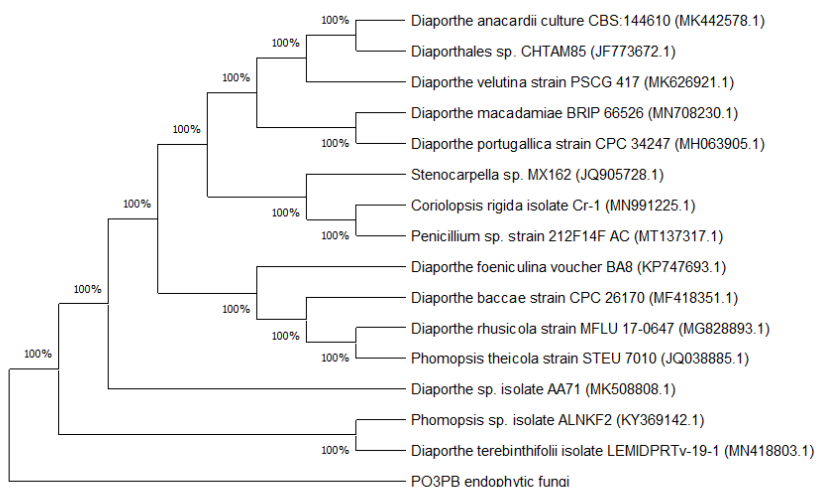 100%
Diaporthe anacardii culture CBS:144610 (MK442578.1)
100%
100%
Diaporthales sp. CHTAM85 (JF773672.1)
Diaporthe velutina strain PSCG 417 (MK626921.1)
100%
Diaporthe macadamiae BRIP 66526 (MN708230.1)
100%
100%
Diaporthe portugallica strain CPC 34247 (MH063905.1)
Stenocarpella sp. MX162 (JQ905728.1)
100%
100%
Coriolopsis rigida isolate Cr-1 (MN991225.1)
100%
Penicillium sp. strain 212F14F AC (MT137317.1)
Diaporthe foeniculina voucher BA8 (KP747693.1)
100%
Diaporthe baccae strain CPC 26170 (MF418351.1)
100%
100%
Diaporthe rhusicola strain MFLU 17-0647 (MG828893.1)
100%
100%
Phomopsis theicola strain STEU 7010 (JQ038885.1)
Diaporthe sp. isolate AA71 (MK508808.1)
Phomopsis sp. isolate ALNKF2 (KY369142.1)
100%
Diaporthe terebinthifolii isolate LEMIDPRTv-19-1 (MN418803.1)
PO3PB endophytic fungi